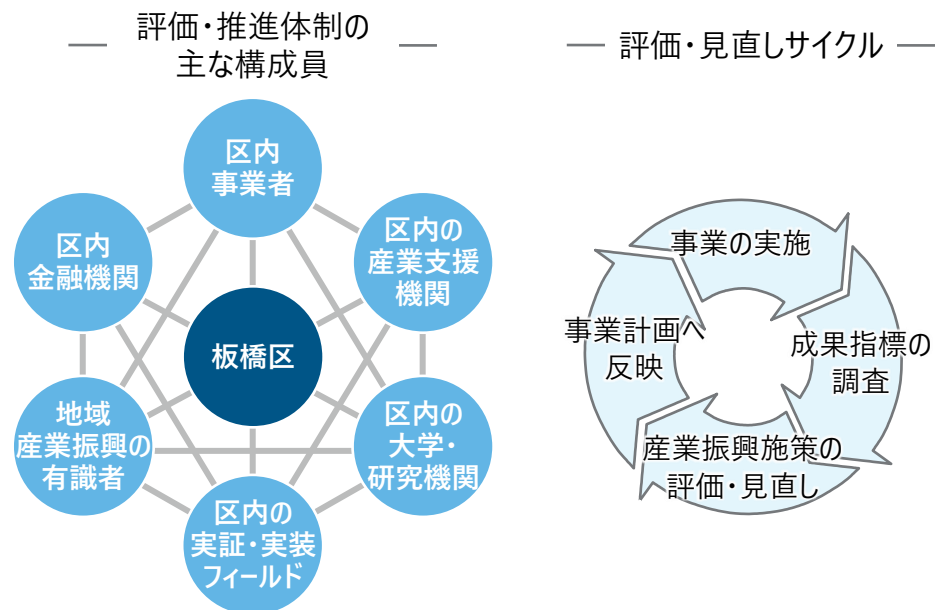 評価・推進体制の
主な構成員
区内
事業者
区内
金融機関
区内の
産業支援
機関
板橋区
地域
産業振興の
有識者
区内の
大学・
研究機関
区内の
実証・実装
フィールド
評価・見直しサイクル
事業の実施
事業計画へ
反映
成果指標の
調査
産業振興施策の
評価・見直し